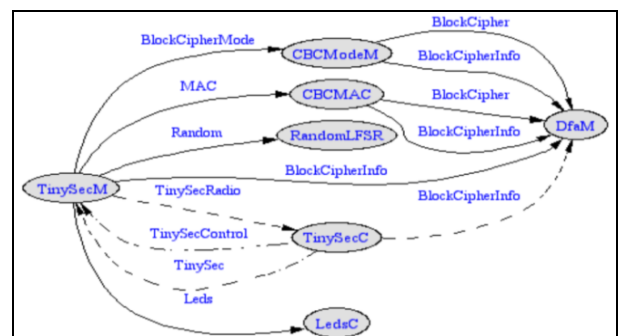 BlockCipher
BlockCipherMode
CBCModeM
BlockCipherInfo
MAC
CBCMAC
BlockCipher
DfaM
Random
RandomLFSR
BlockCipherInfo
BlockCipherInfo
TinySecM
TinySecRadio
BlockCipherInfo
TinySecControl
TinySecC
TinySec
Leds
LedsC